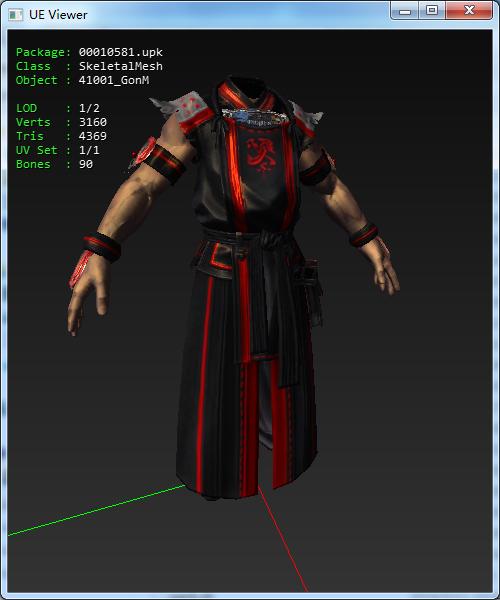 UE Viewer
Package: 00010581.upk
Class : SkeletalMesh
Object : 41001_GonM
LOD : 1/2
Verts : 3160
Tris : 4369
UV Set : 1/1
Bones : 90